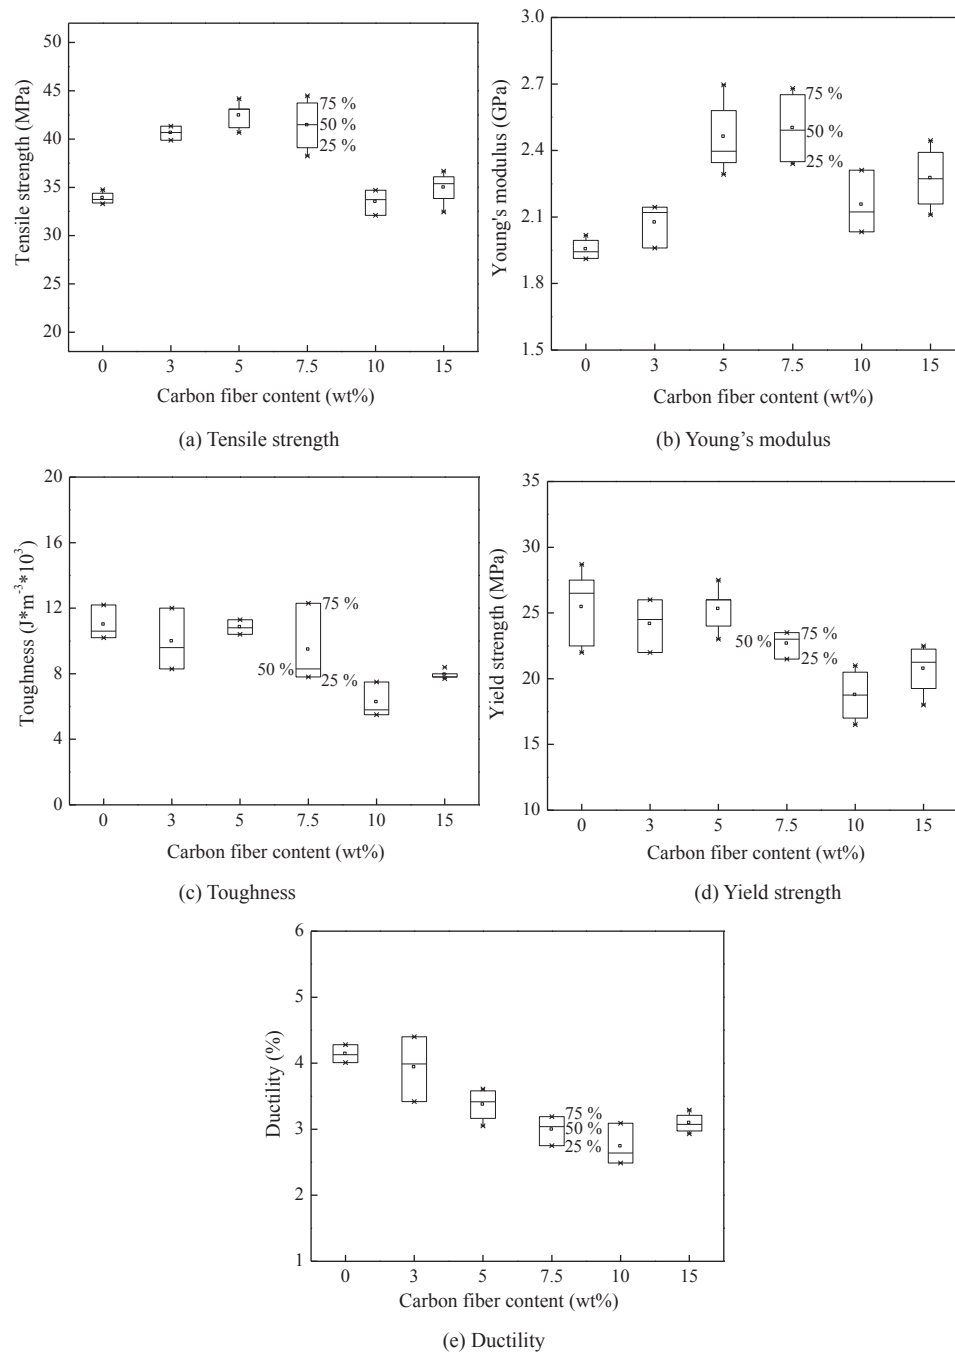 50
45
40
35
30
25
20
Tensile strength (MPa)
75 %
50 %
25 %
0 3 5 7.5 10 15
Carbon fiber content (wt%)
(a) Tensile strength
3.0
2.7
2.4
2.1
1.8
1.5
Young's modulus (GPa)
75 %
50 %
25 %
0 3 5 7.5 10 15
Carbon fiber content (wt%)
(b) Young’s modulus
20
16
12
8
4
0
Toughness (J*m-3*103)
75 %
50 %
25 %
0 3 5 7.5 10 15
Carbon fiber content (wt%)
(c) Toughness
35
30
25
20
15
10
Yield strength (MPa)
75 %
50 %
25 %
0 3 5 7.5 10 15
Carbon fiber content (wt%)
(d) Yield strength
6
5
4
3
2
1
Ductility (%)
75 %
50 %
25 %
0 3 5 7.5 10 15
Carbon fiber content (wt%)
(e) Ductility